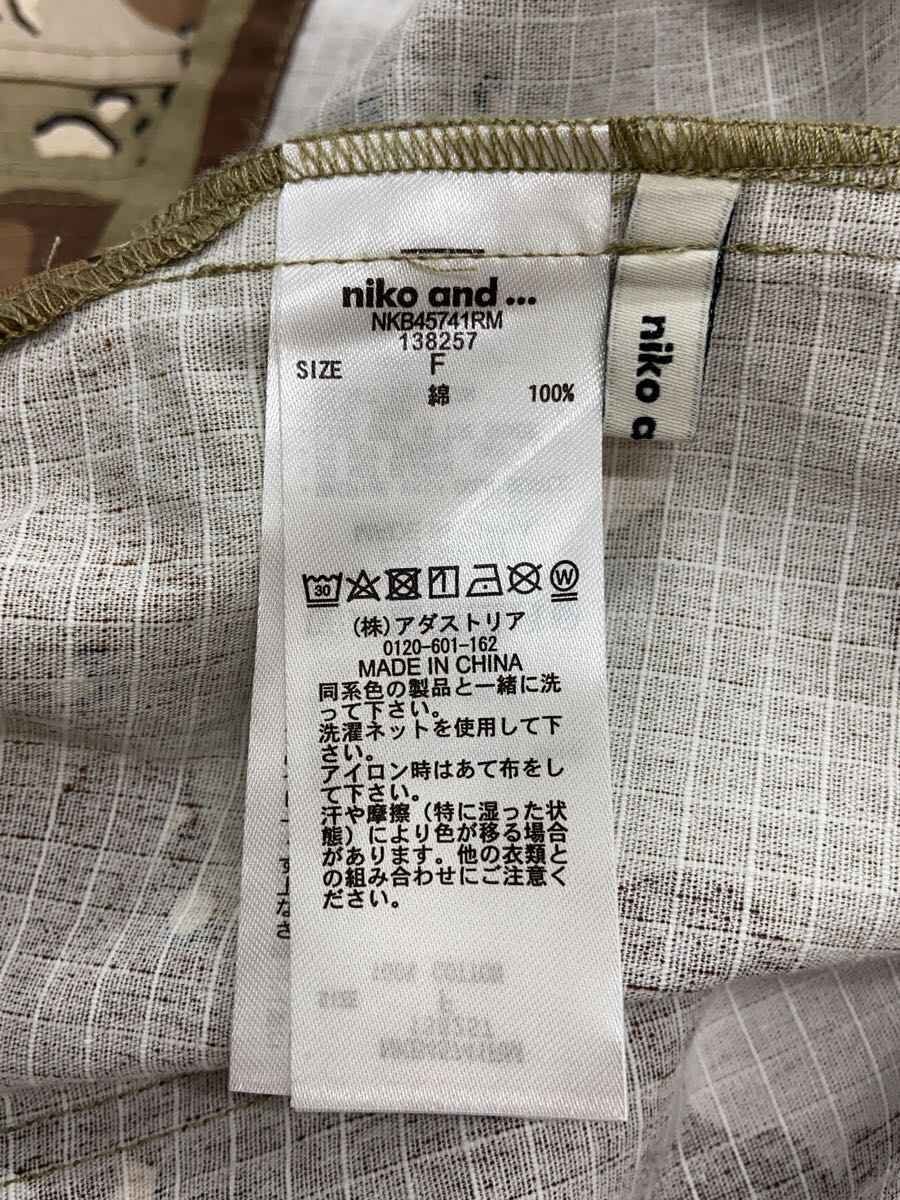 niko and ...
NKB45741RM
138257
SIZE F
綿 100%
niko a
30
W
(株)アダストリア
0120-601-162
MADE IN CHINA
同系色の製品と一緒に洗
って下さい。
洗濯ネットを使用して下
さい。
アイロン時はあて布をし
て下さい。
汗や摩擦（特に湿った状
態）により色が移る場合
があります。他の衣類と
の組み合わせにご注意く
ださい。